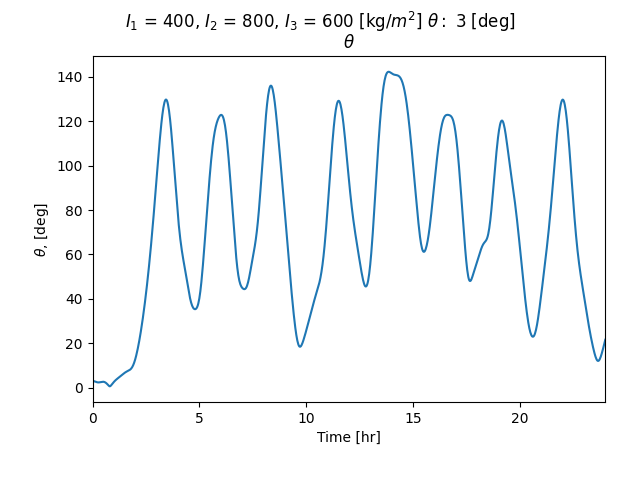 I₁ = 400, I₂ = 800, I₃ = 600 [kg/m²] θ : 3 [deg]
θ
140
120
100
80
60
40
20
0
θ, [deg]
0 5 10 15 20
Time [hr]